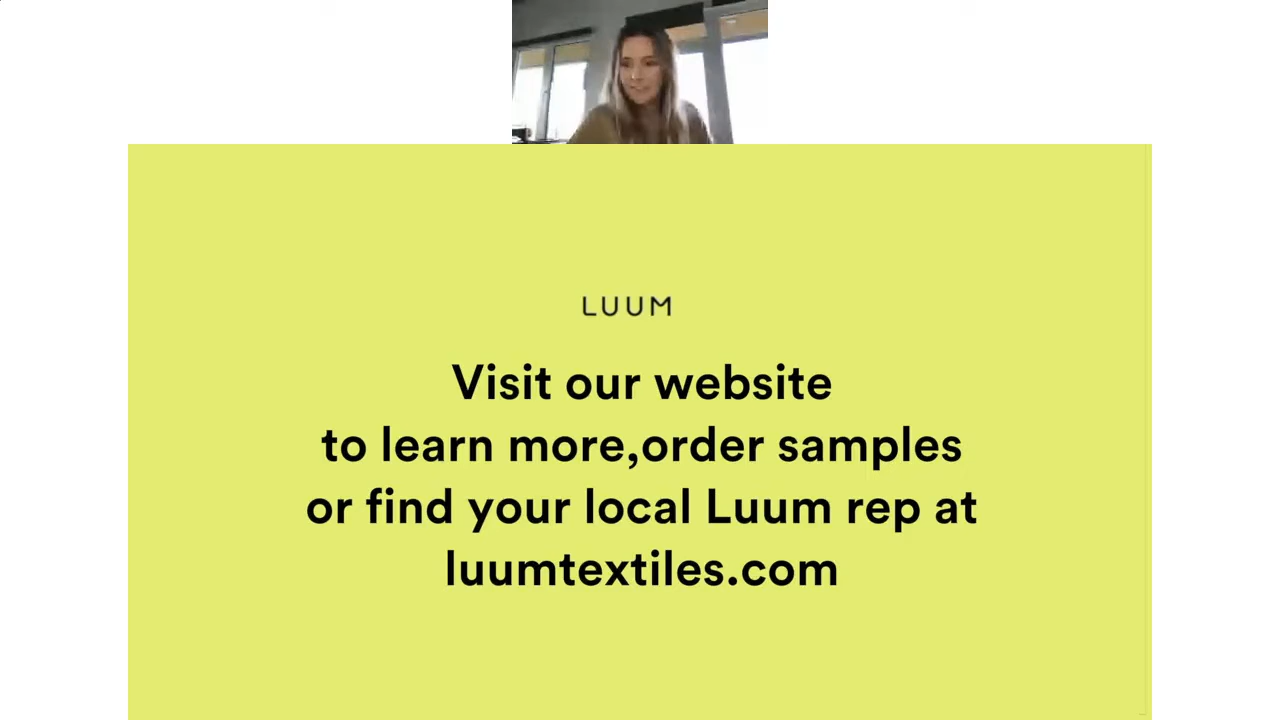 LUUM
Visit our website
to learn more,order samples
or find your local Luum rep at
luumtextiles.com